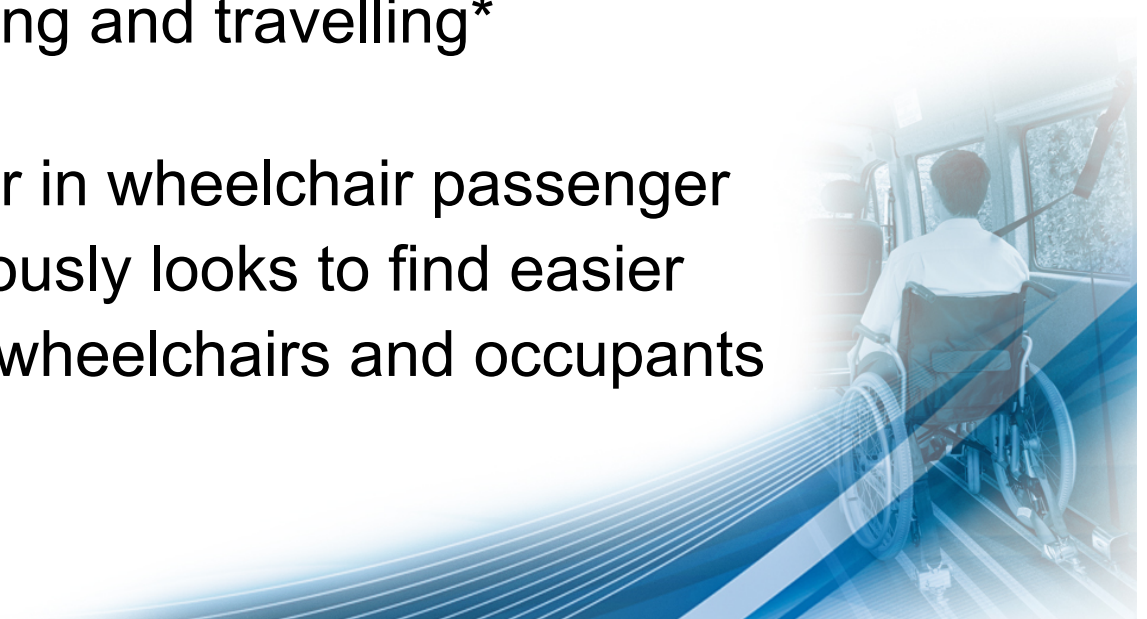 ng and travelling*
r in wheelchair passenger
ously looks to find easier
wheelchairs and occupants